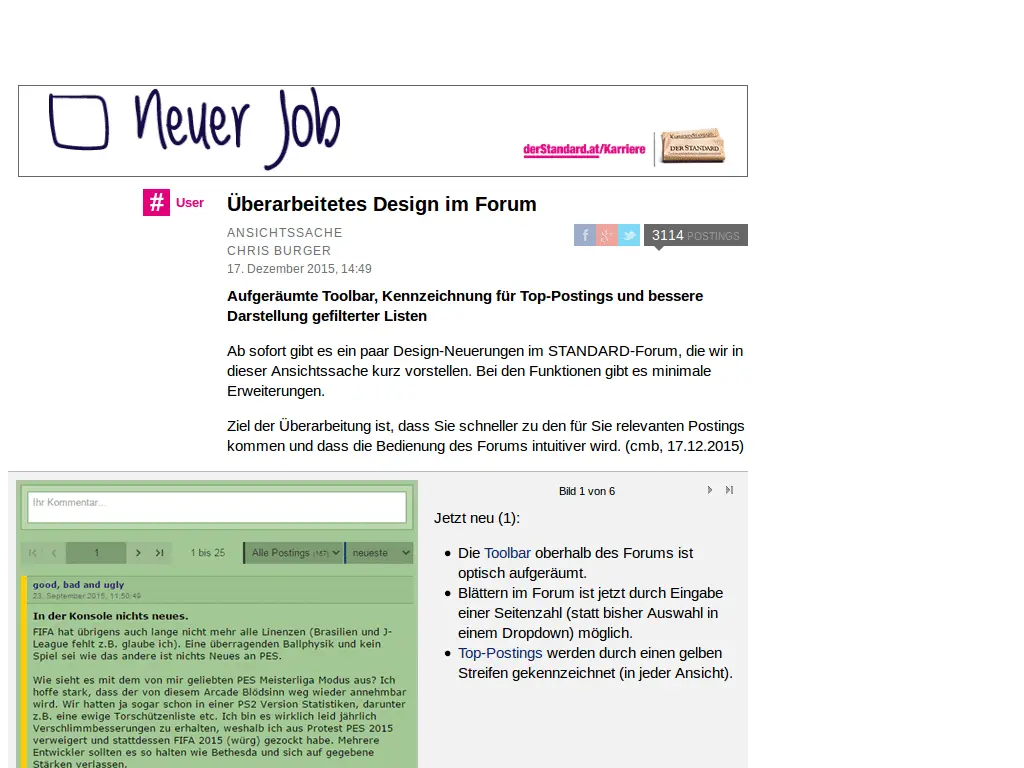 Neuer Job
derStandard.at/Karriere
DER STANDARD
# User
Überarbeitetes Design im Forum
ANSICHTSSACHE
CHRIS BURGER
17. Dezember 2015, 14:49
f g+ 3114 POSTINGS
Aufgeräumte Toolbar, Kennzeichnung für Top-Postings und bessere
Darstellung gefilterter Listen
Ab sofort gibt es ein paar Design-Neuerungen im STANDARD-Forum, die wir in
dieser Ansichtssache kurz vorstellen. Bei den Funktionen gibt es minimale
Erweiterungen.
Ziel der Überarbeitung ist, dass Sie schneller zu den für Sie relevanten Postings
kommen und dass die Bedienung des Forums intuitiver wird. (cmb, 17.12.2015)
Ihr Kommentar...
1 1 bis 25 Alle Postings (167) neueste
good, bad and ugly
23. September 2015, 11:50:49
In der Konsole nichts neues.
FIFA hat übrigens auch lange nicht mehr alle Linenzen (Brasilien und J-
League fehlt z.B. glaube ich). Eine überragenden Ballphysik und kein
Spiel sei wie das andere ist nichts Neues an PES.
Wie sieht es mit dem von mir geliebten PES Meisterliga Modus aus? Ich
hoffe stark, dass der von diesem Arcade Blödsinn weg wieder annehmbar
wird. Wir hatten ja sogar schon in einer PS2 Version Statistiken, darunter
z.B. eine ewige Torschützenliste etc. Ich bin es wirklich leid jährlich
Verschlimmbesserungen zu erhalten, weshalb ich aus Protest PES 2015
verweigert und stattdessen FIFA 2015 (würg) gezockt habe. Mehrere
Entwickler sollten es so halten wie Bethesda und sich auf gegebene
Stärken verlassen.
Bild 1 von 6
Jetzt neu (1):
Die Toolbar oberhalb des Forums ist
optisch aufgeräumt.
Blättern im Forum ist jetzt durch Eingabe
einer Seitenzahl (statt bisher Auswahl in
einem Dropdown) möglich.
Top-Postings werden durch einen gelben
Streifen gekennzeichnet (in jeder Ansicht).